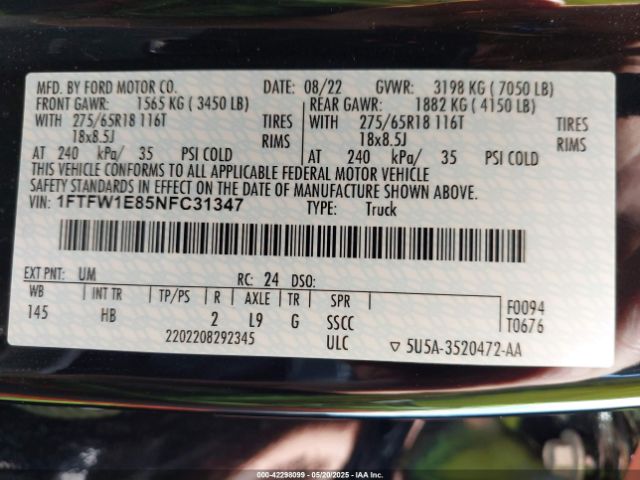 MFD. BY FORD MOTOR CO. DATE: 08/22 GVWR: 3198 KG ( 7050 LB)
FRONT GAWR: 1565 KG ( 3450 LB) REAR GAWR: 1882 KG ( 4150 LB)
WITH 275/65R18 116T TIRES WITH 275/65R18 116T TIRES
18x8.5J RIMS 18x8.5J RIMS
AT 240 kPa/ 35 PSI COLD AT 240 kPa/ 35 PSI COLD
THIS VEHICLE CONFORMS TO ALL APPLICABLE FEDERAL MOTOR VEHICLE
SAFETY STANDARDS IN EFFECT ON THE DATE OF MANUFACTURE SHOWN ABOVE.
VIN: 1FTFW1E85NFC31347 TYPE: Truck
EXT PNT: UM RC: 24 DSO:
WB INT TR TP/PS R AXLE TR SPR F0094
145 HB 2 L9 G SSCC T0676
2202208292345 ULC ▽ 5U5A-3520472-AA
000-42298099 - 05/20/2025 - IAA Inc.